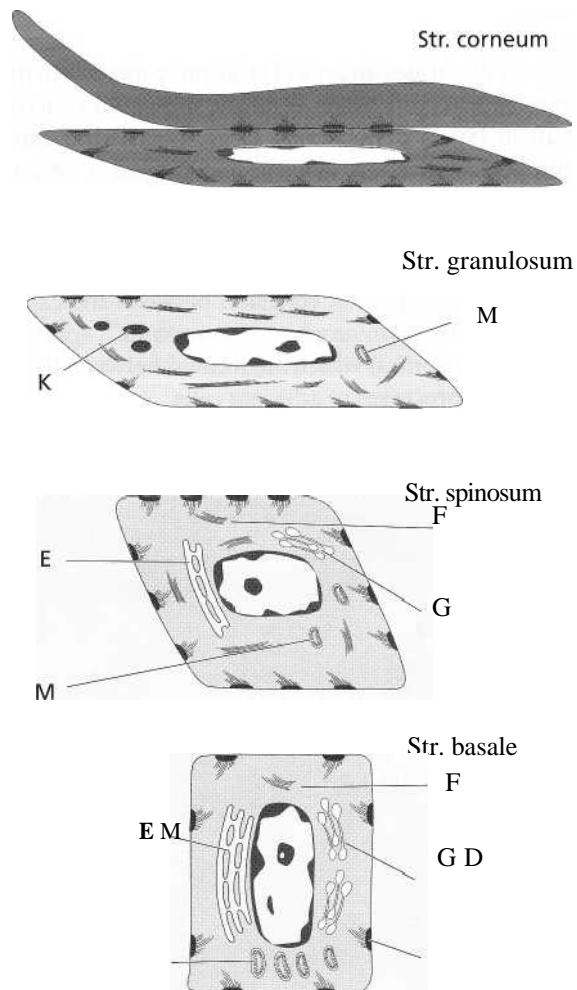 Str. corneum
Str. granulosum
M
K
Str. spinosum
F
E
G
M
Str. basale
F
E M
G D